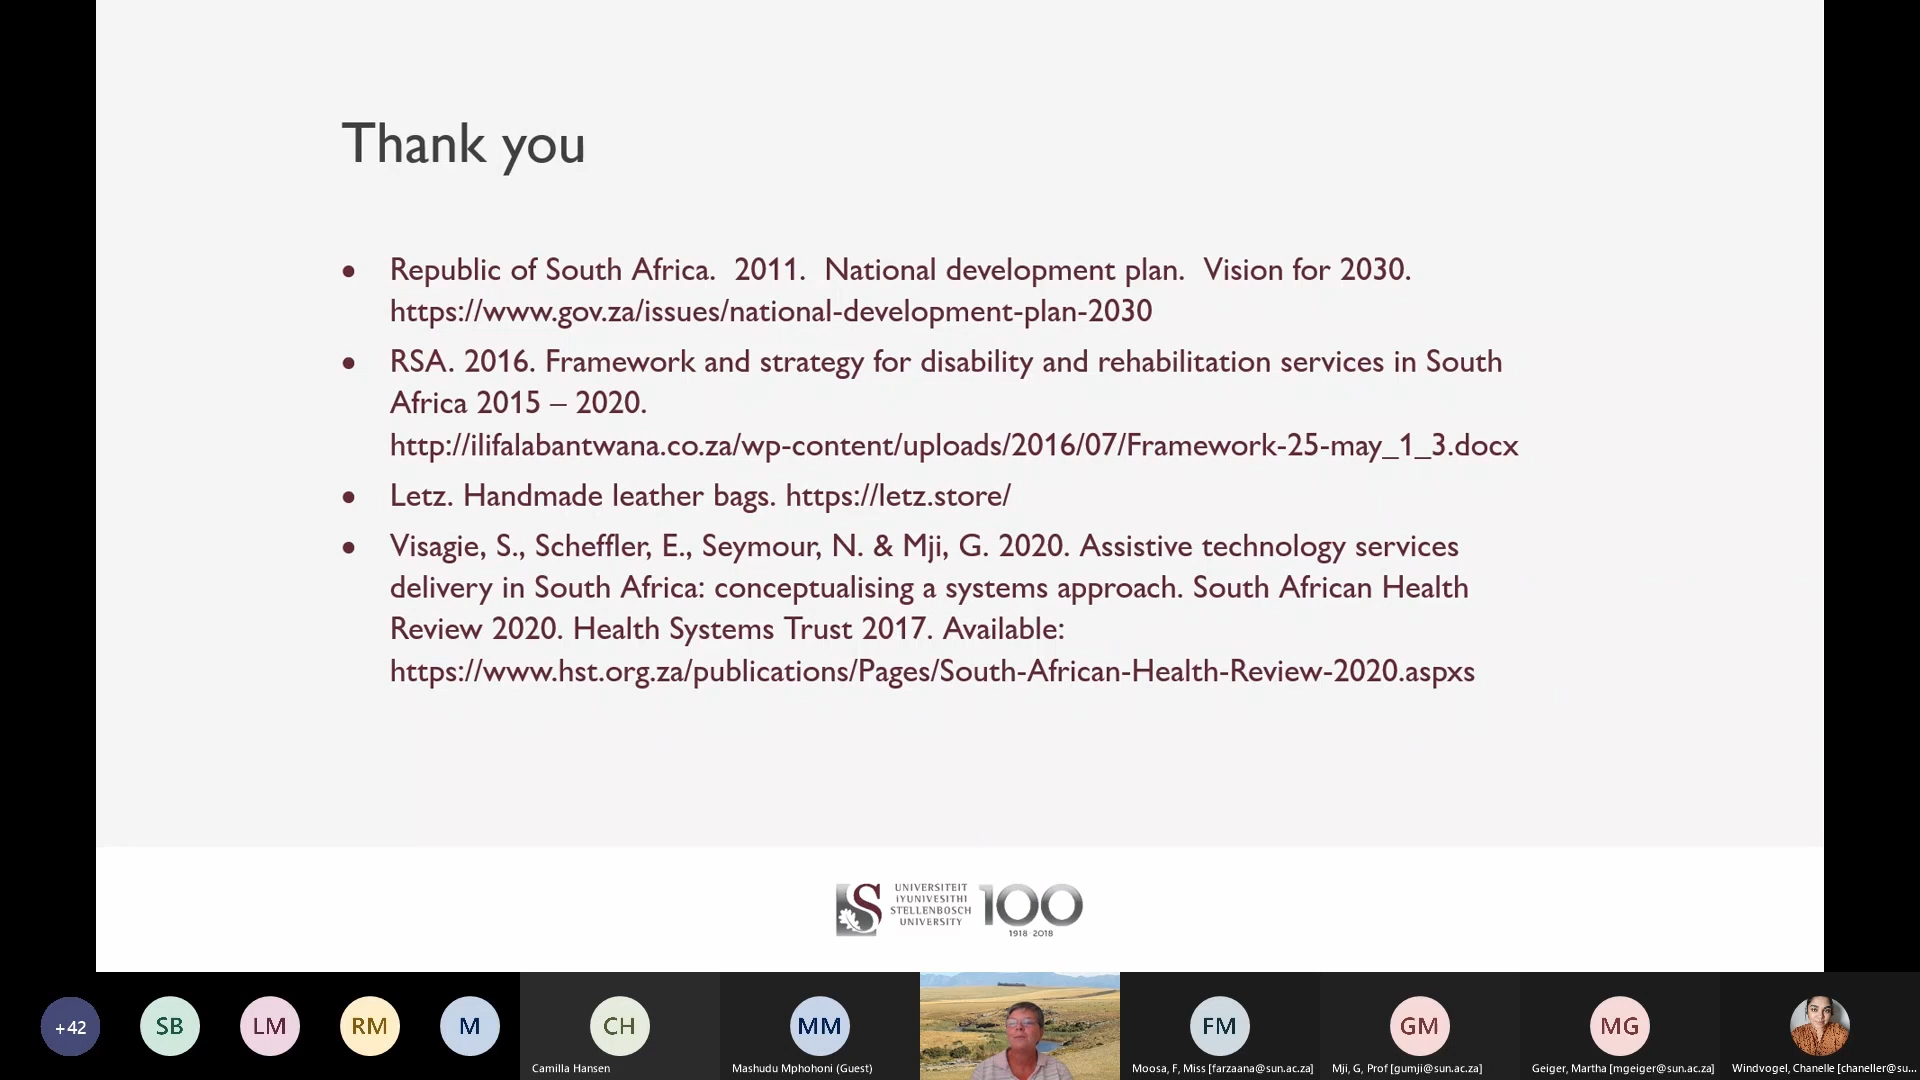 Thank you
• Republic of South Africa.  2011.  National development plan.  Vision for 2030.
https://www.gov.za/issues/national-development-plan-2030
• RSA. 2016. Framework and strategy for disability and rehabilitation services in South
Africa 2015 – 2020.
http://ilifalabantwana.co.za/wp-content/uploads/2016/07/Framework-25-may_1_3.docx
• Letz. Handmade leather bags. https://letz.store/
• Visagie, S., Scheffler, E., Seymour, N. & Mji, G. 2020. Assistive technology services
delivery in South Africa: conceptualising a systems approach. South African Health
Review 2020. Health Systems Trust 2017. Available:
https://www.hst.org.za/publications/Pages/South-African-Health-Review-2020.aspxs
UNIVERSITEIT
iYUNIVESITHI
STELLENBOSCH
UNIVERSITY
100
1918 2018
+42
SB
LM
RM
M
CH
MM
FM
GM
MG
Camilla Hansen
Mashudu Mphohoni (Guest)
Moosa, F, Miss [farzaana@sun.ac.za]
Mji, G, Prof [gumji@sun.ac.za]
Geiger, Martha [mgeiger@sun.ac.za]
Windvogel, Chanelle [chaneller@su...